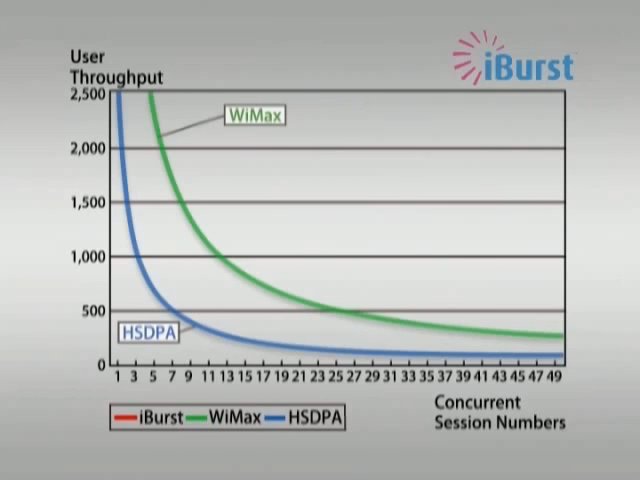 User
Throughput
iBurst
2,500
WiMax
2,000
1,500
1,000
500
HSDPA
0
1 3 5 7 9 11 13 15 17 19 21 23 25 27 29 31 33 35 37 39 41 43 45 47 49
iBurst WiMax HSDPA
Concurrent
Session Numbers